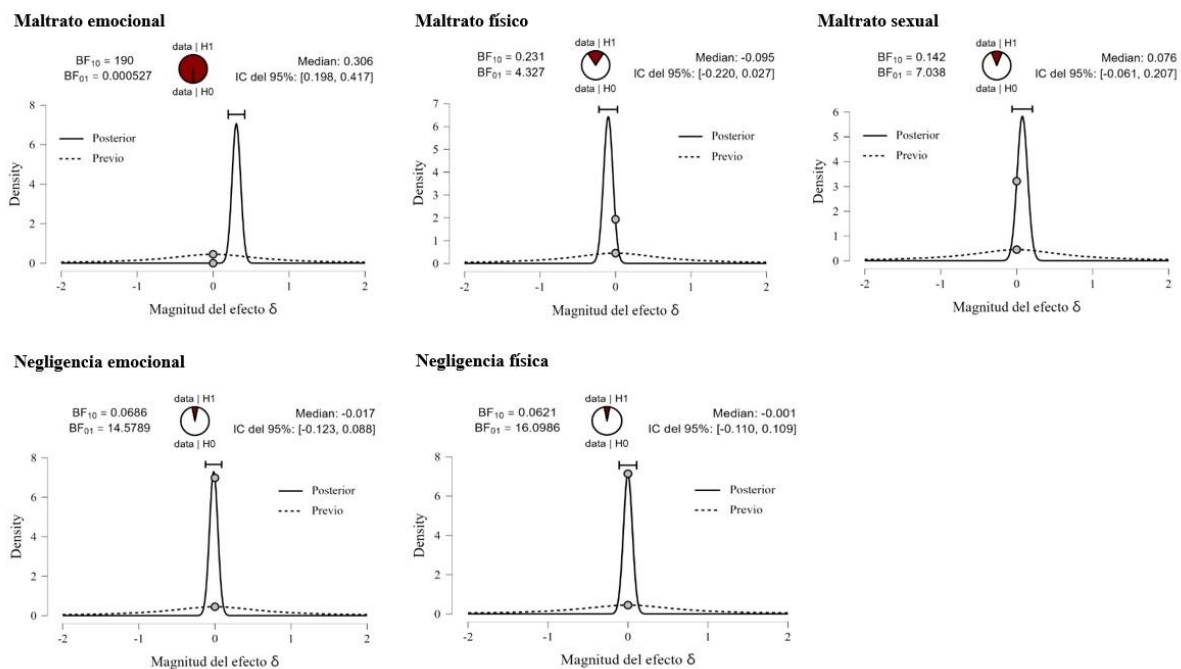 Maltrato emocional
data | H1
BF10 = 190
BF01 = 0.000527
Median: 0.306
IC del 95%: [0.198, 0.417]
data | H0
8
6
4
2
0
Density
Posterior
Previo
-2
-1
0
1
2
Magnitud del efecto δ
Maltrato físico
data | H1
BF10 = 0.231
BF01 = 4.327
Median: -0.095
IC del 95%: [-0.220, 0.027]
data | H0
7
6
5
4
3
2
1
0
Density
Posterior
Previo
-2
-1
0
1
2
Magnitud del efecto δ
Maltrato sexual
data | H1
BF10 = 0.142
BF01 = 7.038
Median: 0.076
IC del 95%: [-0.061, 0.207]
data | H0
6
5
4
3
2
1
0
Density
Posterior
Previo
-2
-1
0
1
2
Magnitud del efecto δ
Negligencia emocional
data | H1
BF10 = 0.0686
BF01 = 14.5789
Median: -0.017
IC del 95%: [-0.123, 0.088]
data | H0
8
6
4
2
0
Density
Posterior
Previo
-2
-1
0
1
2
Magnitud del efecto δ
Negligencia física
data | H1
BF10 = 0.0621
BF01 = 16.0986
Median: -0.001
IC del 95%: [-0.110, 0.109]
data | H0
8
6
4
2
0
Density
Posterior
Previo
-2
-1
0
1
2
Magnitud del efecto δ